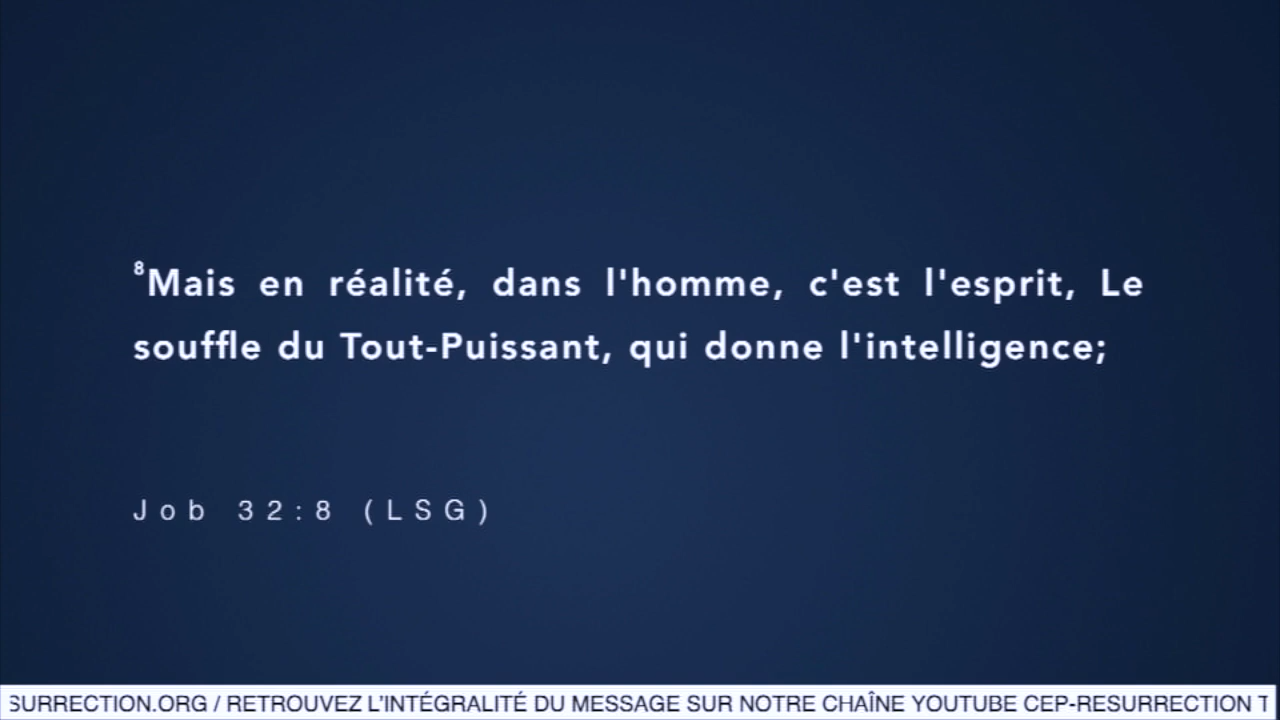 ⁸Mais en réalité, dans l'homme, c'est l'esprit, Le
souffle du Tout-Puissant, qui donne l'intelligence;
Job 32:8 (LSG)
SURRECTION.ORG / RETROUVEZ L’INTÉGRALITÉ DU MESSAGE SUR NOTRE CHAÎNE YOUTUBE CEP-RESURRECTION T